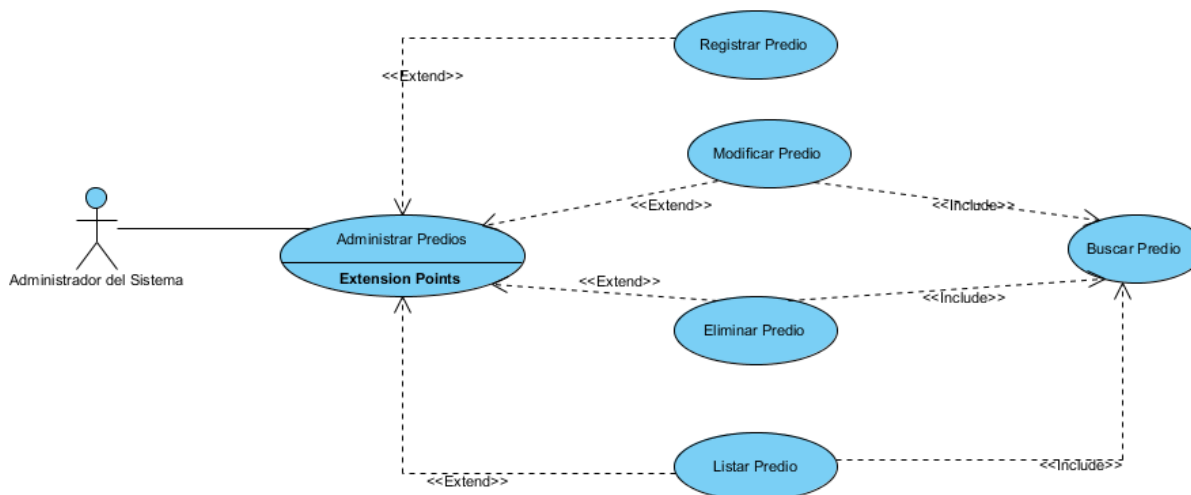 Registrar Predio
<<Extend>>
Modificar Predio
<<Extend>>
<<Include>>
Administrar Predios
Extension Points
Buscar Predio
Administrador del Sistema
<<Extend>>
<<Include>>
Eliminar Predio
Listar Predio
<<Extend>>
<<Include>>